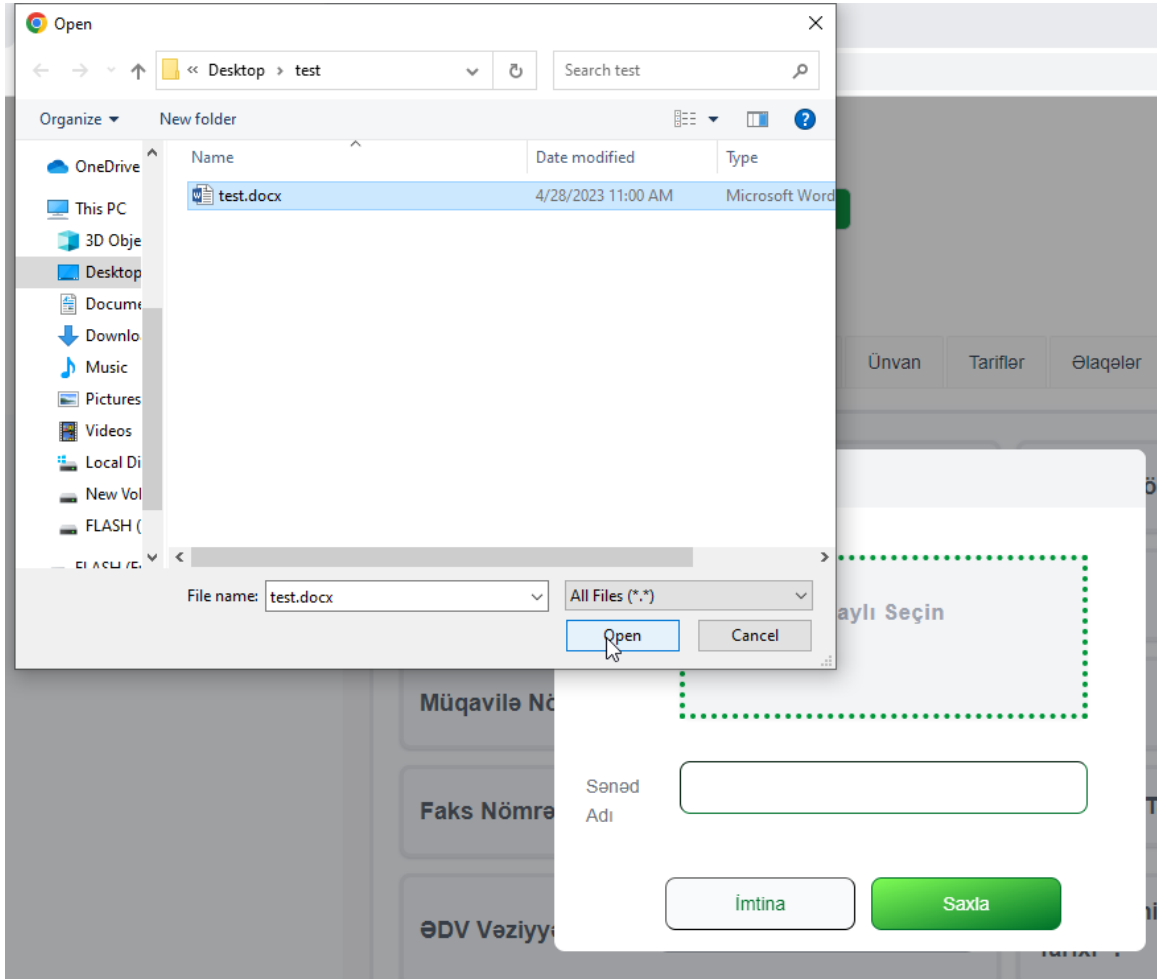 Open
Desktop > test
Search test
Organize
New folder
Name
Date modified
Type
OneDrive
test.docx
4/28/2023 11:00 AM
Microsoft Word
This PC
3D Obje
Desktop
Docume
Downlo
Music
Pictures
Videos
Local Di
New Vol
FLASH (
File name:
test.docx
All Files (*.*)
Open
Cancel
Ünvan
Tariflər
Əlaqələr
aylı Seçin
Müqavilə Nö
Faks Nömrə
Sənəd
Adı
ƏDV Vəziyyə
İmtina
Saxla